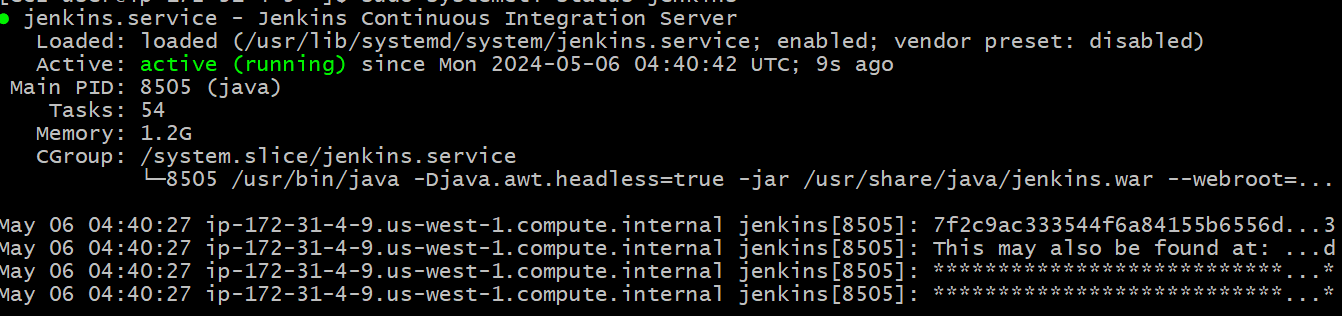 ● jenkins.service - Jenkins Continuous Integration Server
Loaded: loaded (/usr/lib/systemd/system/jenkins.service; enabled; vendor preset: disabled)
Active: active (running) since Mon 2024-05-06 04:40:42 UTC; 9s ago
Main PID: 8505 (java)
Tasks: 54
Memory: 1.2G
CGroup: /system.slice/jenkins.service
└─8505 /usr/bin/java -Djava.awt.headless=true -jar /usr/share/java/jenkins.war --webroot=...
May 06 04:40:27 ip-172-31-4-9.us-west-1.compute.internal jenkins[8505]: 7f2c9ac333544f6a84155b6556d...3
May 06 04:40:27 ip-172-31-4-9.us-west-1.compute.internal jenkins[8505]: This may also be found at: ...d
May 06 04:40:27 ip-172-31-4-9.us-west-1.compute.internal jenkins[8505]: ***************************...*
May 06 04:40:27 ip-172-31-4-9.us-west-1.compute.internal jenkins[8505]: ***************************...*